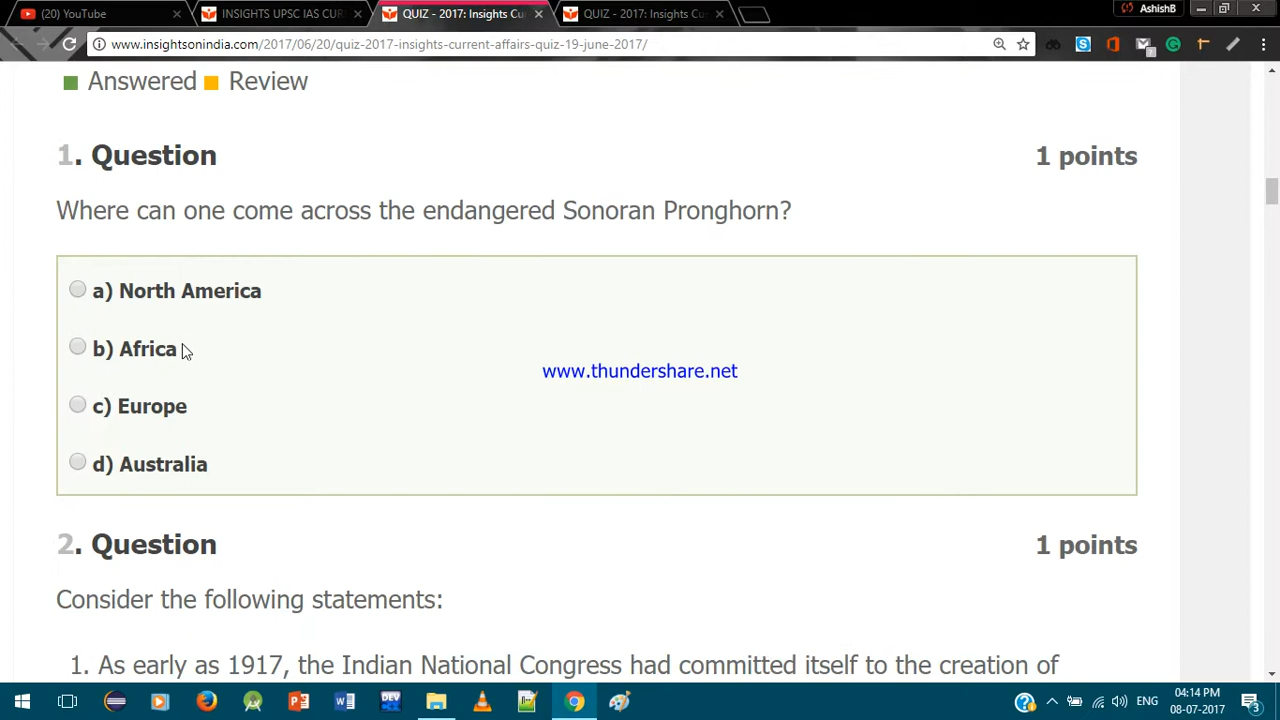 (20) YouTube
INSIGHTS UPSC IAS CUR
QUIZ - 2017: Insights Cu
QUIZ - 2017: Insights Cu
AshishB
www.insightsonindia.com/2017/06/20/quiz-2017-insights-current-affairs-quiz-19-june-2017/
Answered Review
1. Question
1 points
Where can one come across the endangered Sonoran Pronghorn?
a) North America
b) Africa
www.thundershare.net
c) Europe
d) Australia
2. Question
1 points
Consider the following statements:
1. As early as 1917, the Indian National Congress had committed itself to the creation of
DEV
ENG
04:14 PM
08-07-2017
3